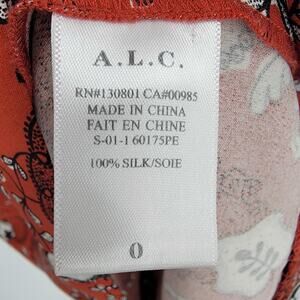 A.L.C.
RN#130801 CA#00985
MADE IN CHINA
FAIT EN CHINE
S-01-1 60175PE
100% SILK/SOIE
0